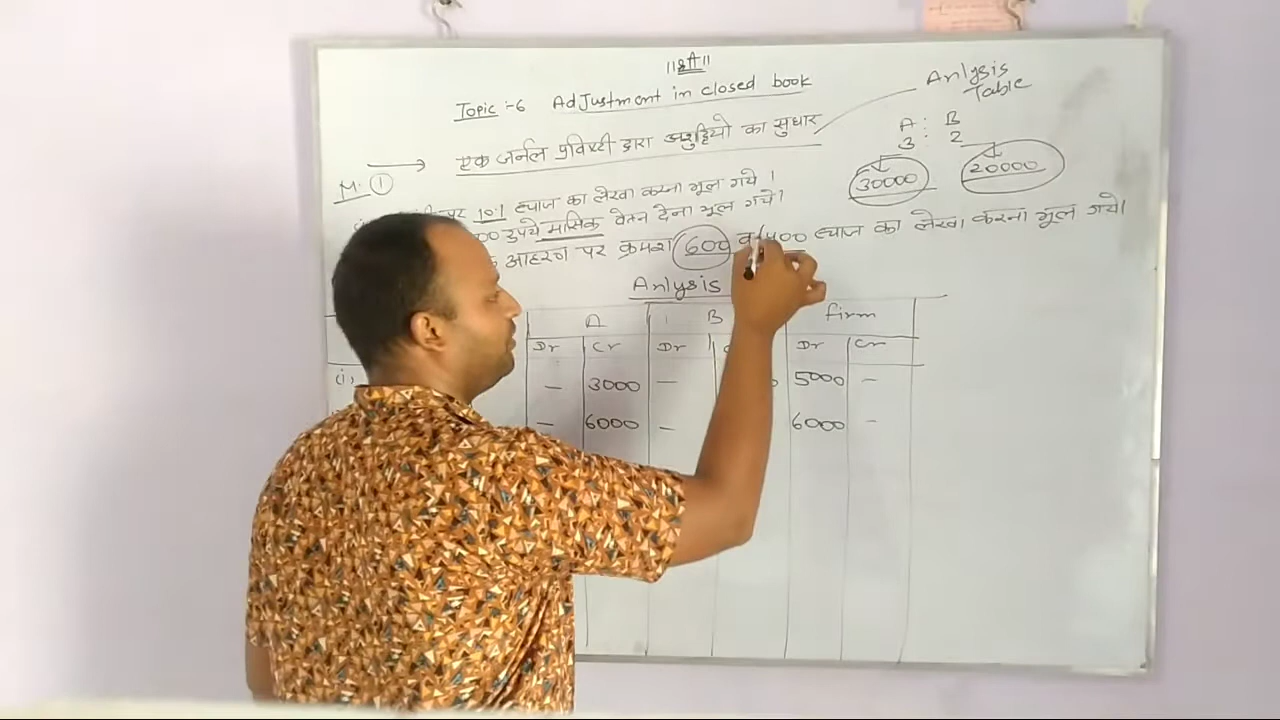 ||श्री||
Topic :-6 Adjustment in closed book
एक जर्नल प्रविष्टी द्वारा अशुद्धियो का सुधार
Anlysis Table
A : B
3 2
30000 20000
M. ①
पर 10% ब्याज का लेखा करना भूल गये ।
रुपये मासिक वेतन देना भूल गये।
आहरण पर क्रमश 600 व 400 ब्याज का लेखा करना भूल गये।
Anlysis
A B firm
Dr Cr Dr Dr Cr
(i) — 3000 — 5000 —
— 6000 — 6000 —